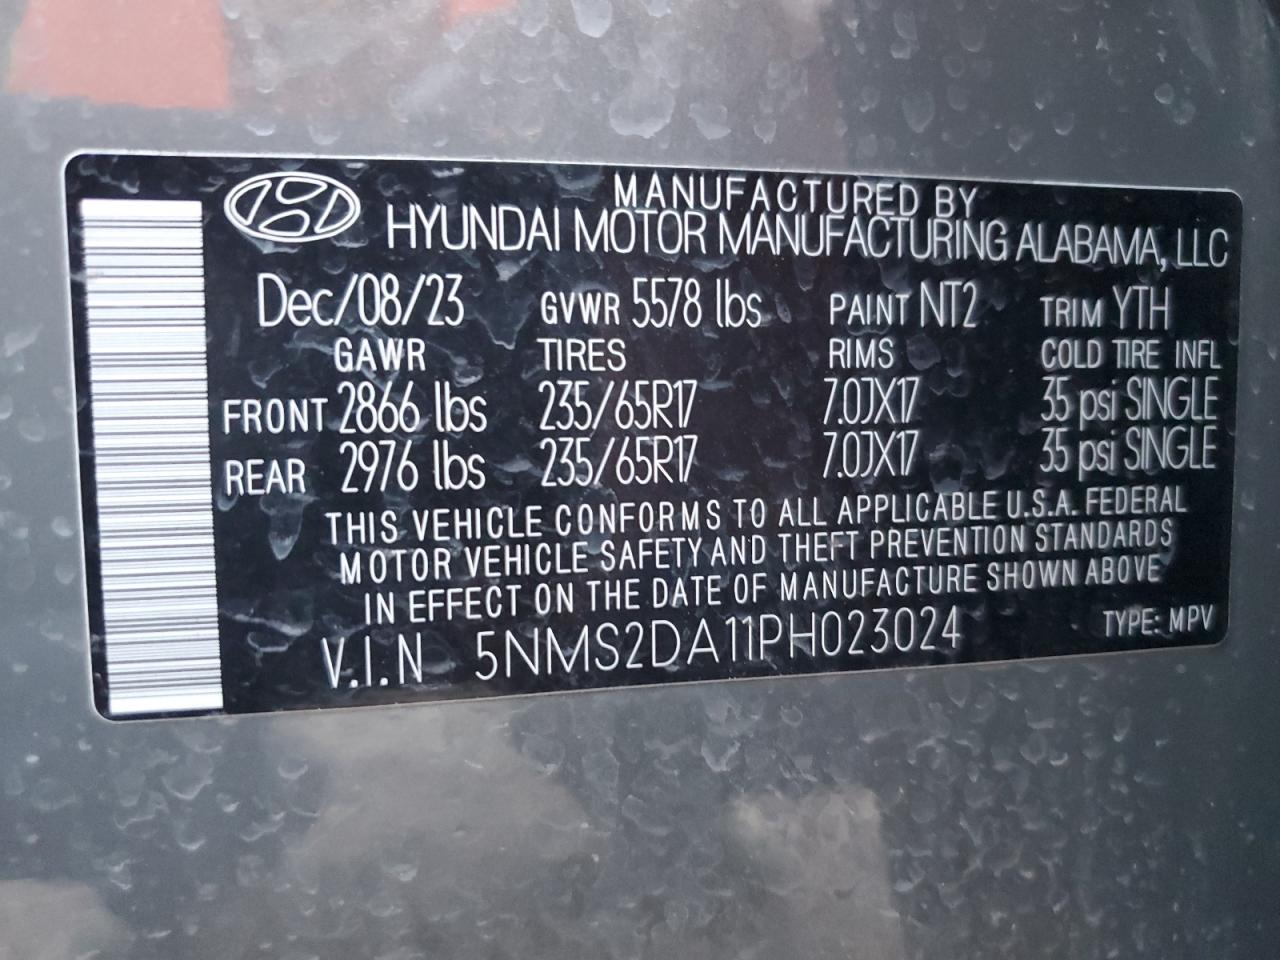 MANUFACTURED BY
HYUNDAI MOTOR MANUFACTURING ALABAMA, LLC
Dec/08/23 GVWR 5578 lbs PAINT NT2 TRIM YTH
GAWR TIRES RIMS COLD TIRE INFL
FRONT 2866 lbs 235/65R17 7.0JX17 35 psi SINGLE
REAR 2976 lbs 235/65R17 7.0JX17 35 psi SINGLE
THIS VEHICLE CONFORMS TO ALL APPLICABLE U.S.A. FEDERAL
MOTOR VEHICLE SAFETY AND THEFT PREVENTION STANDARDS
IN EFFECT ON THE DATE OF MANUFACTURE SHOWN ABOVE
V.I.N 5NMS2DA11PH023024 TYPE: MPV